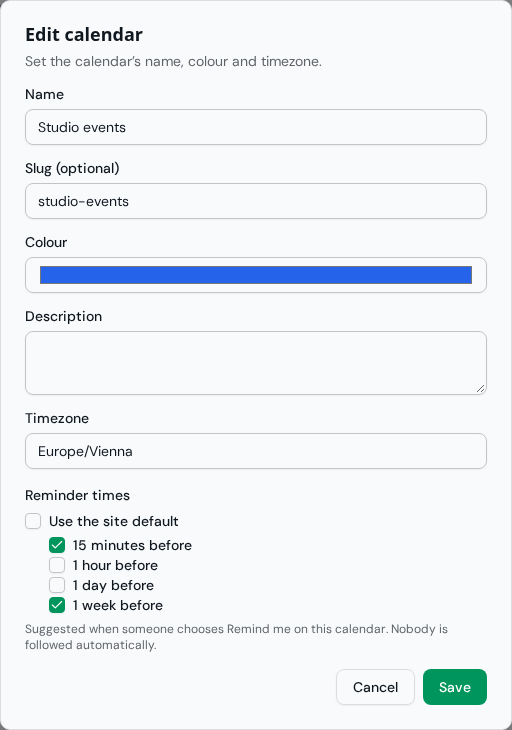 Edit calendar
Set the calendar's name, colour and timezone.
Name
Studio events
Slug (optional)
studio-events
Colour
Description
Timezone
Europe/Vienna
Reminder times
Use the site default
15 minutes before
1 hour before
1 day before
1 week before
Suggested when someone chooses Remind me on this calendar. Nobody is
followed automatically.
Cancel
Save